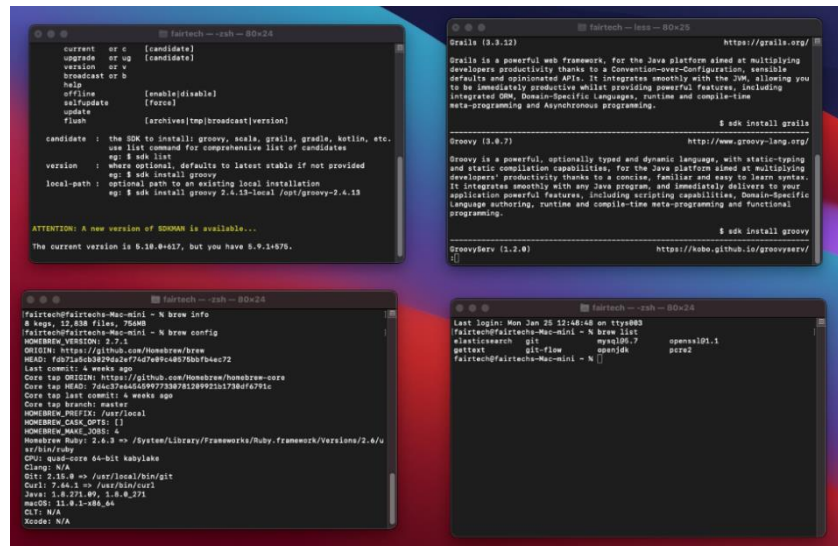 fairtech — -zsh — 80×24
current or c [candidate]
upgrade or ug [candidate]
version or v
broadcast or b
help
offline [enable|disable]
selfupdate [force]
update
flush [archives|tmp|broadcast|version]
candidate : the SDK to install: groovy, scala, grails, gradle, kotlin, etc.
use list command for comprehensive list of candidates
eg: $ sdk list
version : where optional, defaults to latest stable if not provided
eg: $ sdk install groovy
local-path : optional path to an existing local installation
eg: $ sdk install groovy 2.4.13-local /opt/groovy-2.4.13
ATTENTION: A new version of SDKMAN is available...
The current version is 5.10.0+617, but you have 5.9.1+575.
fairtech — less — 80×25
Grails (3.3.12) https://grails.org/
Grails is a powerful web framework, for the Java platform aimed at multiplying
developers productivity thanks to a Convention-over-Configuration, sensible
defaults and opinionated APIs. It integrates smoothly with the JVM, allowing you
to be immediately productive whilst providing powerful features, including
integrated ORM, Domain-Specific Languages, runtime and compile-time
meta-programming and Asynchronous programming.
$ sdk install grails
Groovy (3.0.7) http://www.groovy-lang.org/
Groovy is a powerful, optionally typed and dynamic language, with static-typing
and static compilation capabilities, for the Java platform aimed at multiplying
developers' productivity thanks to a concise, familiar and easy to learn syntax.
It integrates smoothly with any Java program, and immediately delivers to your
application powerful features, including scripting capabilities, Domain-Specific
Language authoring, runtime and compile-time meta-programming and functional
programming.
$ sdk install groovy
GroovyServ (1.2.0) https://kobo.github.io/groovyserv/
:
fairtech — -zsh — 80×24
[fairtech@fairtechs-Mac-mini ~ % brew info ]
8 kegs, 12,838 files, 756MB
[fairtech@fairtechs-Mac-mini ~ % brew config ]
HOMEBREW_VERSION: 2.7.1
ORIGIN: https://github.com/Homebrew/brew
HEAD: fdb71a5cb3029da2ef74d7e09c40575bbfb4ec72
Last commit: 4 weeks ago
Core tap ORIGIN: https://github.com/Homebrew/homebrew-core
Core tap HEAD: 7d4c37e645459977330781209921b1730df6791c
Core tap last commit: 4 weeks ago
Core tap branch: master
HOMEBREW_PREFIX: /usr/local
HOMEBREW_CASK_OPTS: []
HOMEBREW_MAKE_JOBS: 4
Homebrew Ruby: 2.6.3 => /System/Library/Frameworks/Ruby.framework/Versions/2.6/u
sr/bin/ruby
CPU: quad-core 64-bit kabylake
Clang: N/A
Git: 2.15.0 => /usr/local/bin/git
Curl: 7.64.1 => /usr/bin/curl
Java: 1.8.271.09, 1.8.0_271
macOS: 11.0.1-x86_64
CLT: N/A
Xcode: N/A
fairtech — -zsh — 80×24
Last login: Mon Jan 25 12:48:48 on ttys003
[fairtech@fairtechs-Mac-mini ~ % brew list ]
elasticsearch git mysql@5.7 openssl@1.1
gettext git-flow openjdk pcre2
fairtech@fairtechs-Mac-mini ~ %